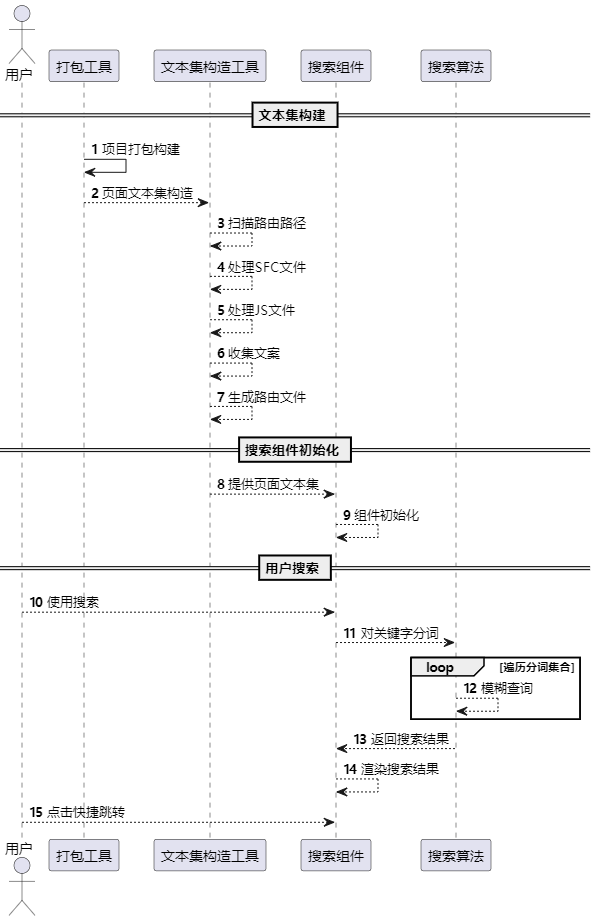 用户
打包工具
文本集构造工具
搜索组件
搜索算法
文本集构建
1 项目打包构建
2 页面文本集构造
3 扫描路由路径
4 处理SFC文件
5 处理JS文件
6 收集文案
7 生成路由文件
搜索组件初始化
8 提供页面文本集
9 组件初始化
用户搜索
10 使用搜索
11 对关键字分词
loop [遍历分词集合]
12 模糊查询
13 返回搜索结果
14 渲染搜索结果
15 点击快捷跳转
用户
打包工具
文本集构造工具
搜索组件
搜索算法